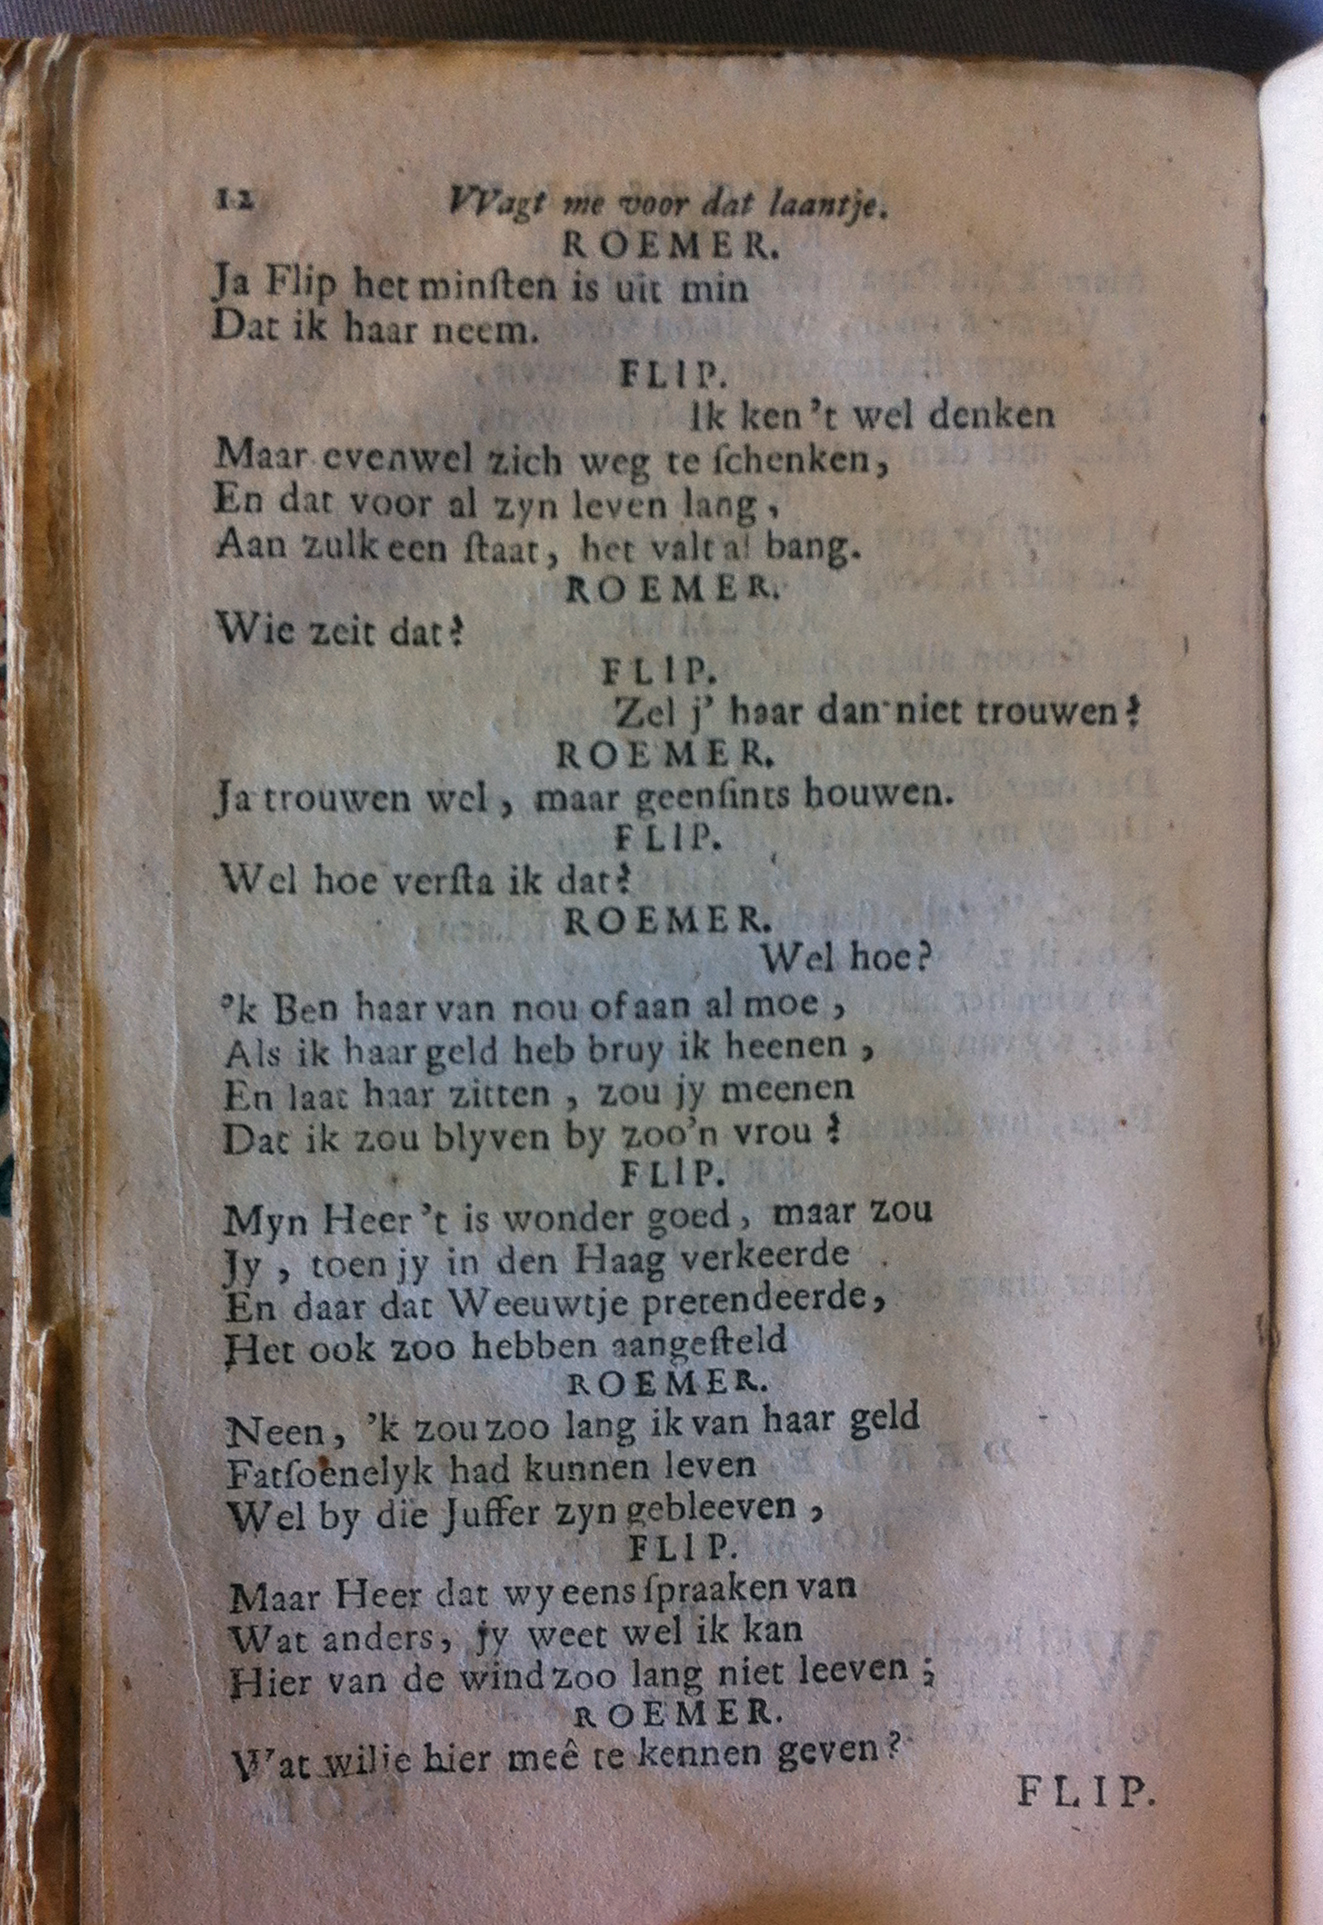 12 Wagt me voor dat laantje.
ROEMER.
Ja Flip het minſten is uit min
Dat ik haar neem.
FLIP.
Ik ken 't wel denken
Maar evenwel zich weg te ſchenken,
En dat voor al zyn leven lang,
Aan zulk een ſtaat, het valt al bang.
ROEMER.
Wie zeit dat?
FLIP.
Zel j' haar dan niet trouwen?
ROEMER.
Ja trouwen wel, maar geenſints houwen.
FLIP.
Wel hoe verſta ik dat?
ROEMER.
Wel hoe?
'k Ben haar van nou of aan al moe,
Als ik haar geld heb bruy ik heenen,
En laat haar zitten, zou jy meenen
Dat ik zou blyven by zoo'n vrou?
FLIP.
Myn Heer 't is wonder goed, maar zou
Jy, toen jy in den Haag verkeerde
En daar dat Weeuwtje pretendeerde,
Het ook zoo hebben aangeſteld
ROEMER.
Neen, 'k zou zoo lang ik van haar geld
Fatſoenelyk had kunnen leven
Wel by die Juffer zyn gebleeven,
FLIP.
Maar Heer dat wy eens ſpraaken van
Wat anders, jy weet wel ik kan
Hier van de wind zoo lang niet leeven;
ROEMER.
Wat wilje hier meê te kennen geven?
FLIP.